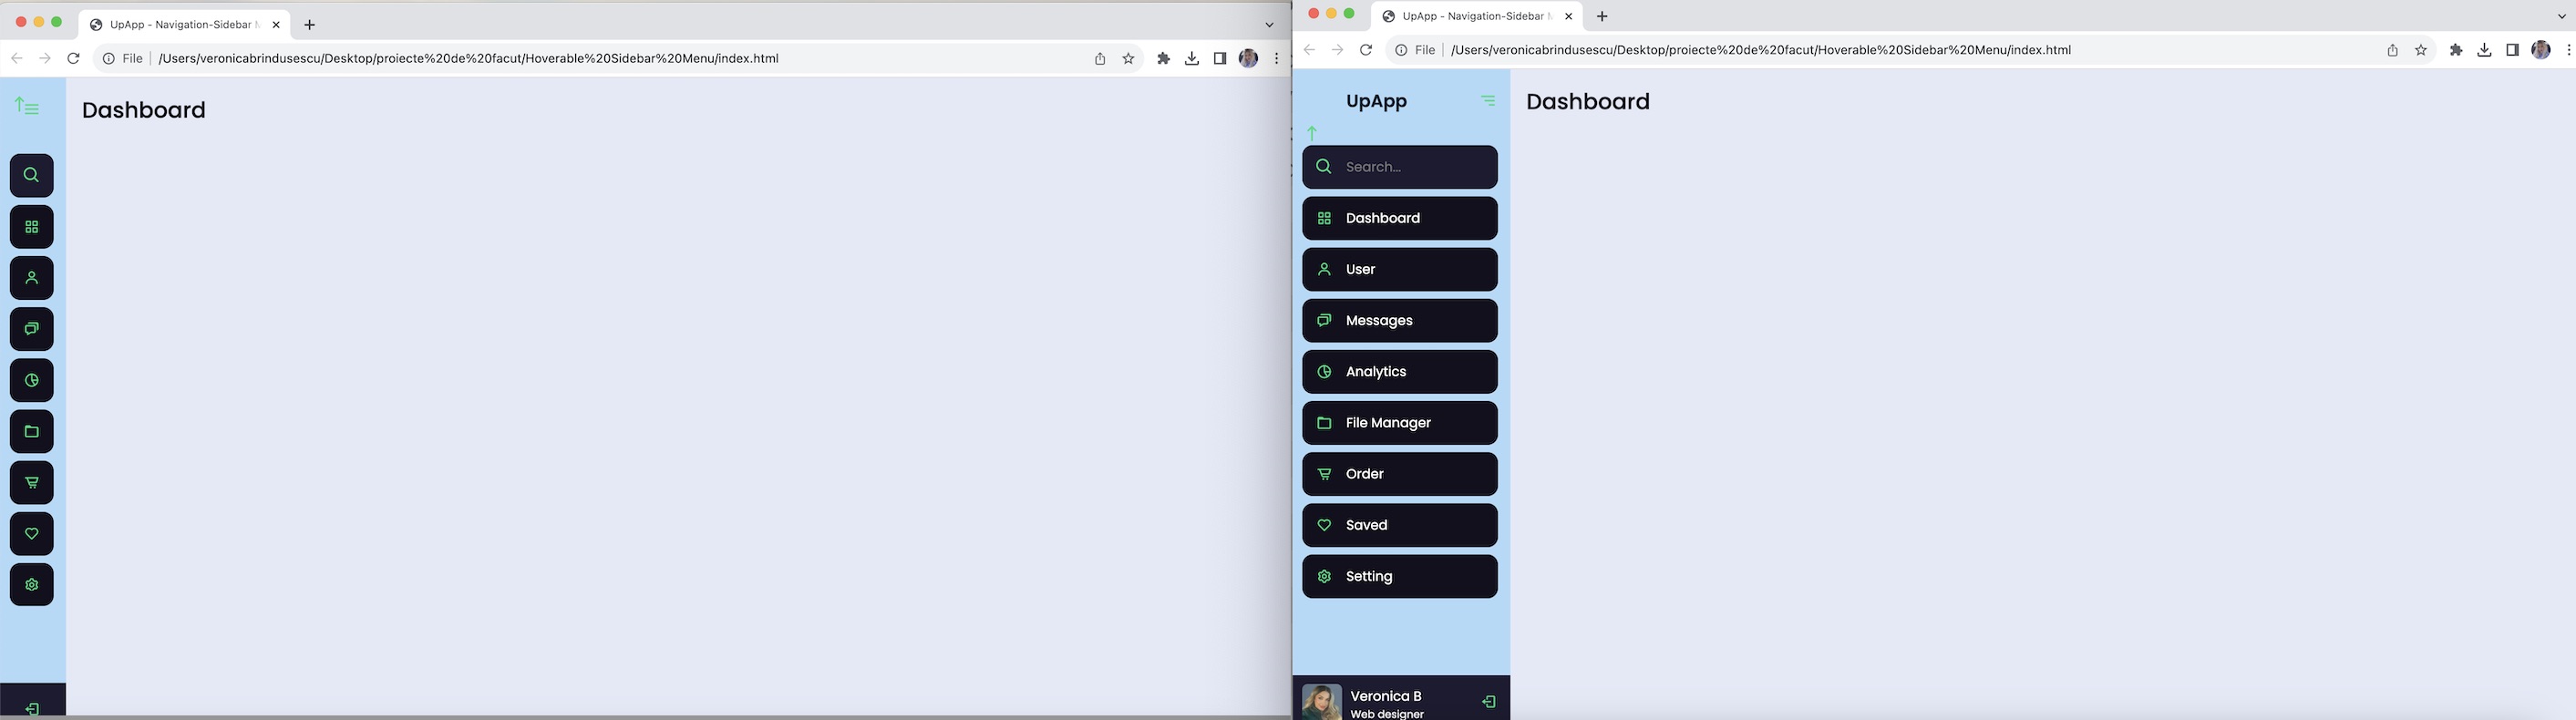 UpApp - Navigation-Sidebar
File /Users/veronicabrindusescu/Desktop/proiecte%20de%20facut/Hoverable%20Sidebar%20Menu/index.html
Dashboard
UpApp - Navigation-Sidebar
File /Users/veronicabrindusescu/Desktop/proiecte%20de%20facut/Hoverable%20Sidebar%20Menu/index.html
UpApp
Dashboard
Search...
Dashboard
User
Messages
Analytics
File Manager
Order
Saved
Setting
Veronica B
Web designer